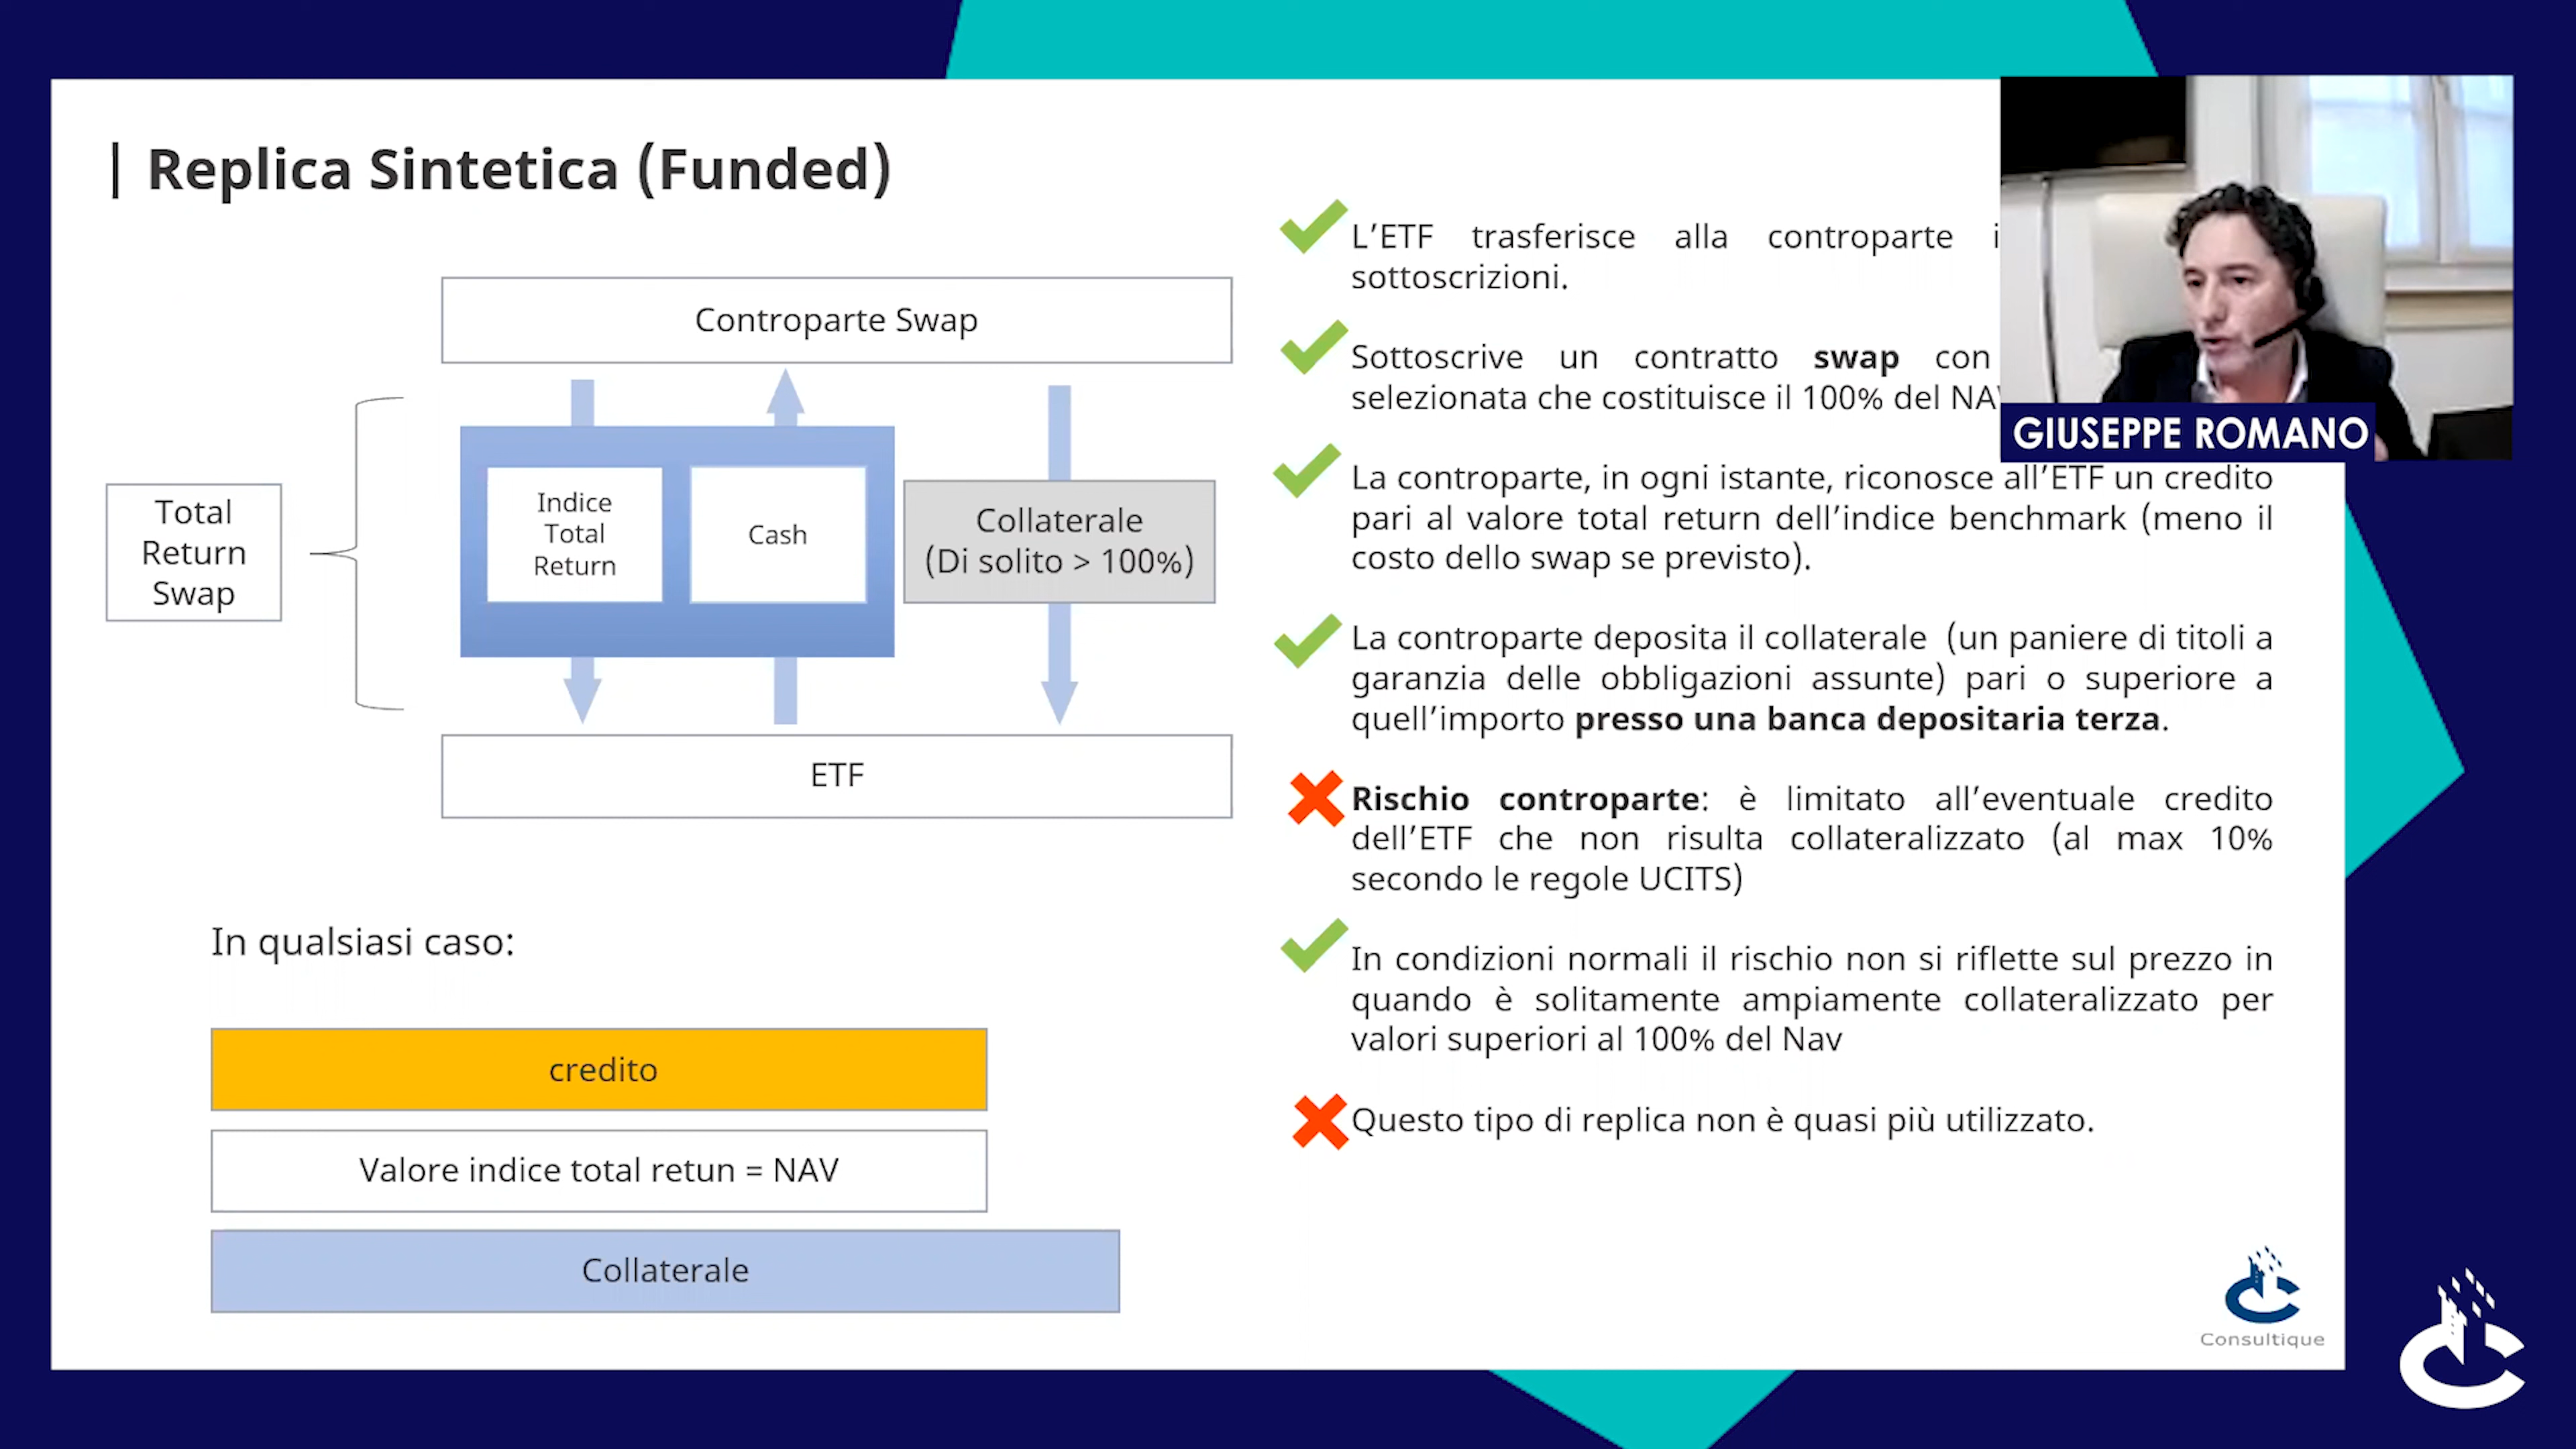 | Replica Sintetica (Funded)
Controparte Swap
Total
Return
Swap
Indice
Total
Return
Cash
Collaterale
(Di solito > 100%)
ETF
In qualsiasi caso:
credito
Valore indice total retun = NAV
Collaterale
L’ETF trasferisce alla controparte
sottoscrizioni.
Sottoscrive un contratto swap con
selezionata che costituisce il 100% del
La controparte, in ogni istante, riconosce all’ETF un credito
pari al valore total return dell’indice benchmark (meno il
costo dello swap se previsto).
La controparte deposita il collaterale (un paniere di titoli a
garanzia delle obbligazioni assunte) pari o superiore a
quell’importo presso una banca depositaria terza.
Rischio controparte: è limitato all’eventuale credito
dell’ETF che non risulta collateralizzato (al max 10%
secondo le regole UCITS)
In condizioni normali il rischio non si riflette sul prezzo in
quando è solitamente ampiamente collateralizzato per
valori superiori al 100% del Nav
Questo tipo di replica non è quasi più utilizzato.
GIUSEPPE ROMANO
Consultique